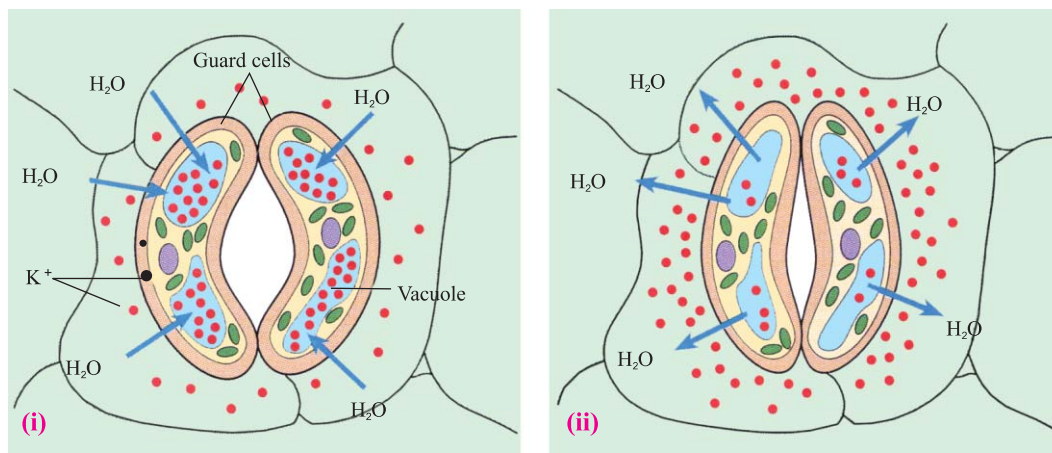 Guard cells
H₂O
H₂O
H₂O
K⁺
Vacuole
H₂O
H₂O
(i)
H₂O
H₂O
H₂O
H₂O
H₂O
(ii)